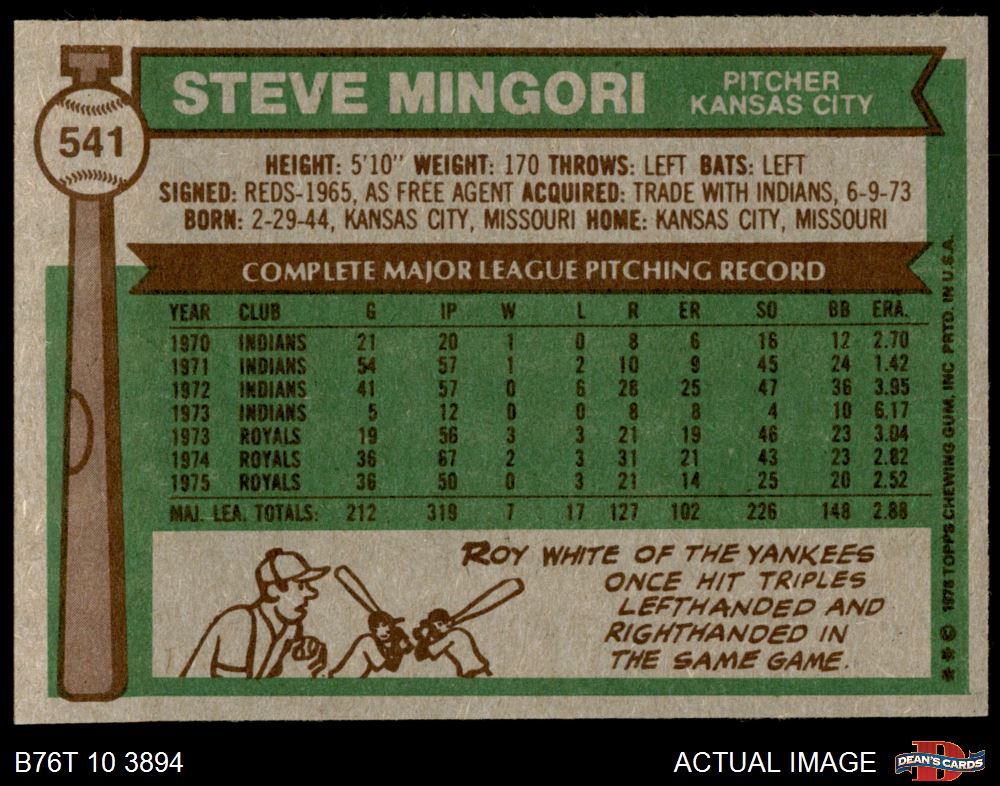 541
STEVE MINGORI
PITCHER
KANSAS CITY
HEIGHT: 5'10" WEIGHT: 170 THROWS: LEFT BATS: LEFT
SIGNED: REDS-1965, AS FREE AGENT ACQUIRED: TRADE WITH INDIANS, 6-9-73
BORN: 2-29-44, KANSAS CITY, MISSOURI HOME: KANSAS CITY, MISSOURI
COMPLETE MAJOR LEAGUE PITCHING RECORD
YEAR CLUB G IP W L R ER SO BB ERA.
1970 INDIANS 21 20 1 0 8 6 16 12 2.70
1971 INDIANS 54 57 1 2 10 9 45 24 1.42
1972 INDIANS 41 57 0 6 28 25 47 36 3.95
1973 INDIANS 5 12 0 0 8 8 4 10 6.17
1973 ROYALS 19 56 3 3 21 19 46 23 3.04
1974 ROYALS 36 67 2 3 31 21 43 23 2.82
1975 ROYALS 36 50 0 3 21 14 25 20 2.52
MAJ. LEA. TOTALS: 212 319 7 17 127 102 226 148 2.88
ROY WHITE OF THE YANKEES
ONCE HIT TRIPLES
LEFTHANDED AND
RIGHTHANDED IN
THE SAME GAME.
* * © 1976 TOPPS CHEWING GUM, INC PRTD. IN U.S.A.
B76T 10 3894
ACTUAL IMAGE
D
DEAN'S CARDS